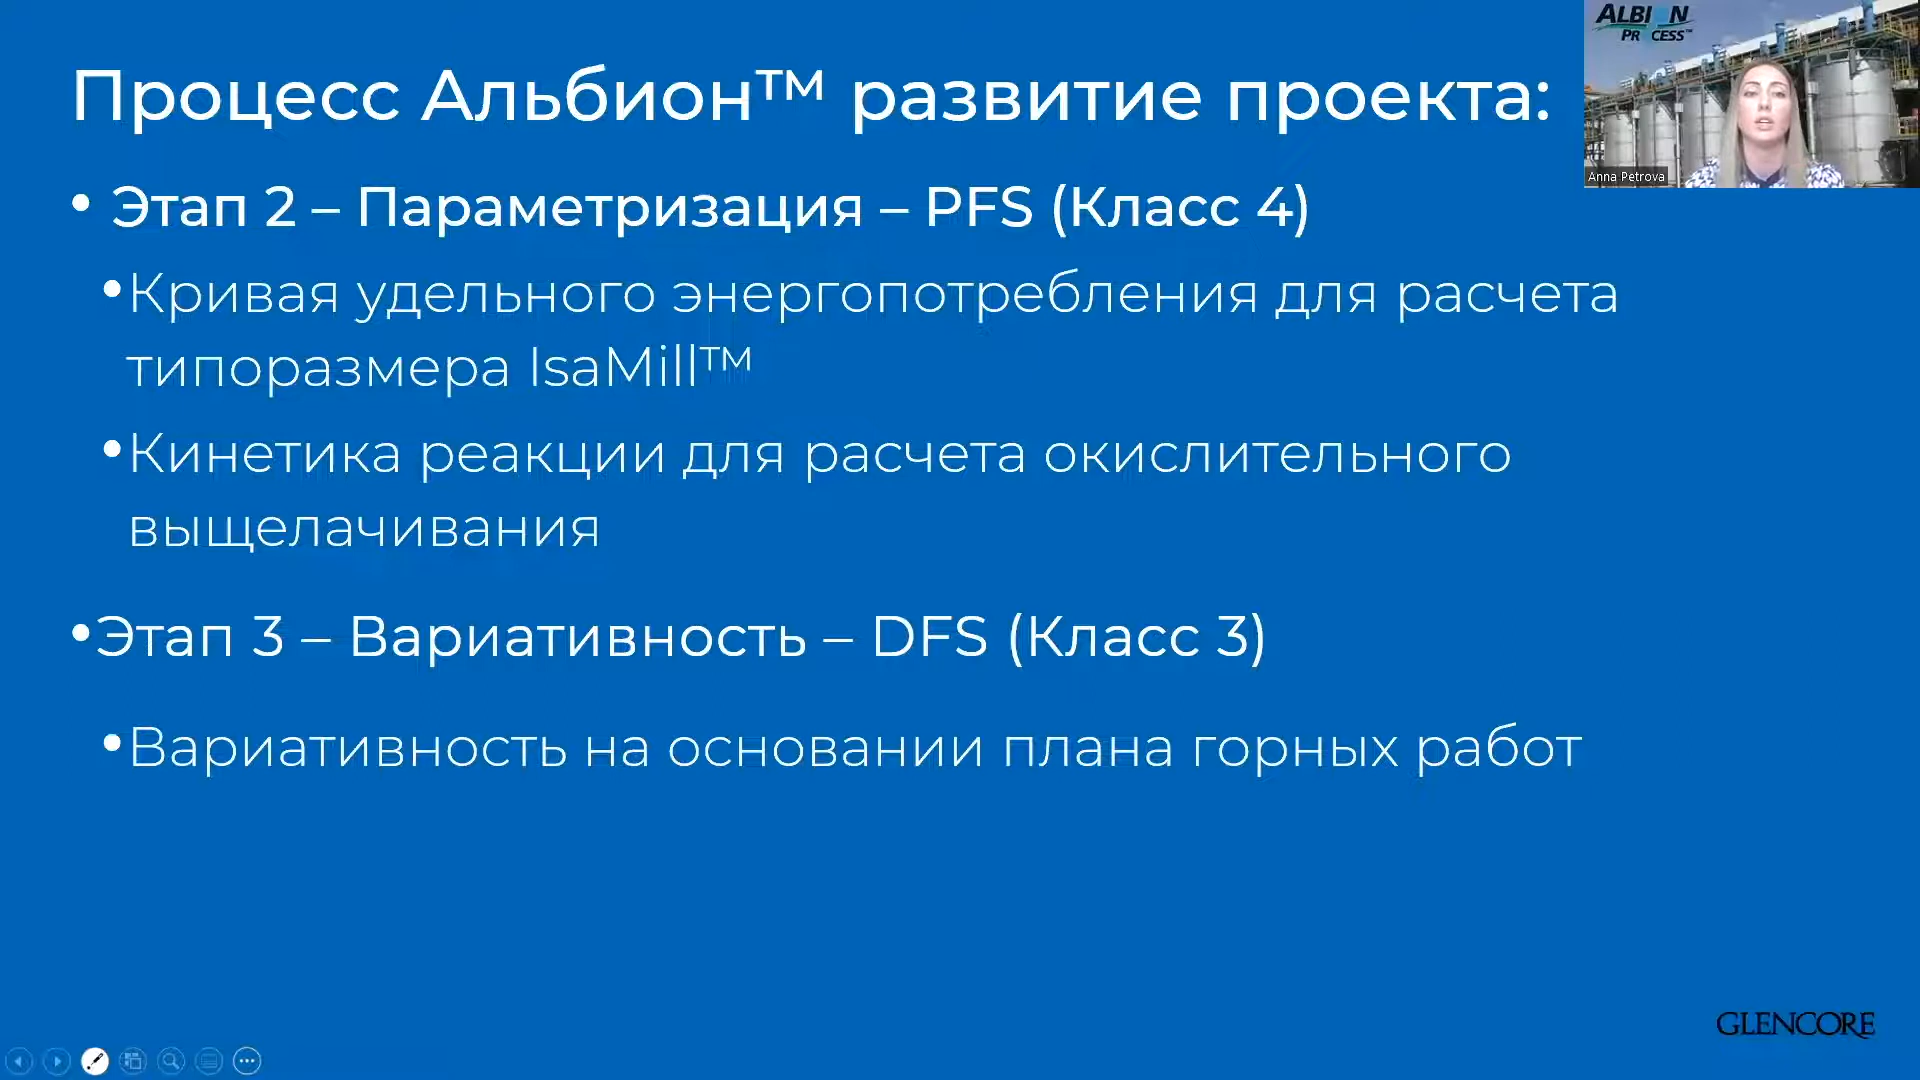 ALBION
PROCESS™
Anna Petrova
Процесс Альбион™ развитие проекта:
• Этап 2 – Параметризация – PFS (Класс 4)
•Кривая удельного энергопотребления для расчета
типоразмера IsaMill™
•Кинетика реакции для расчета окислительного
выщелачивания
•Этап 3 – Вариативность – DFS (Класс 3)
•Вариативность на основании плана горных работ
GLENCORE